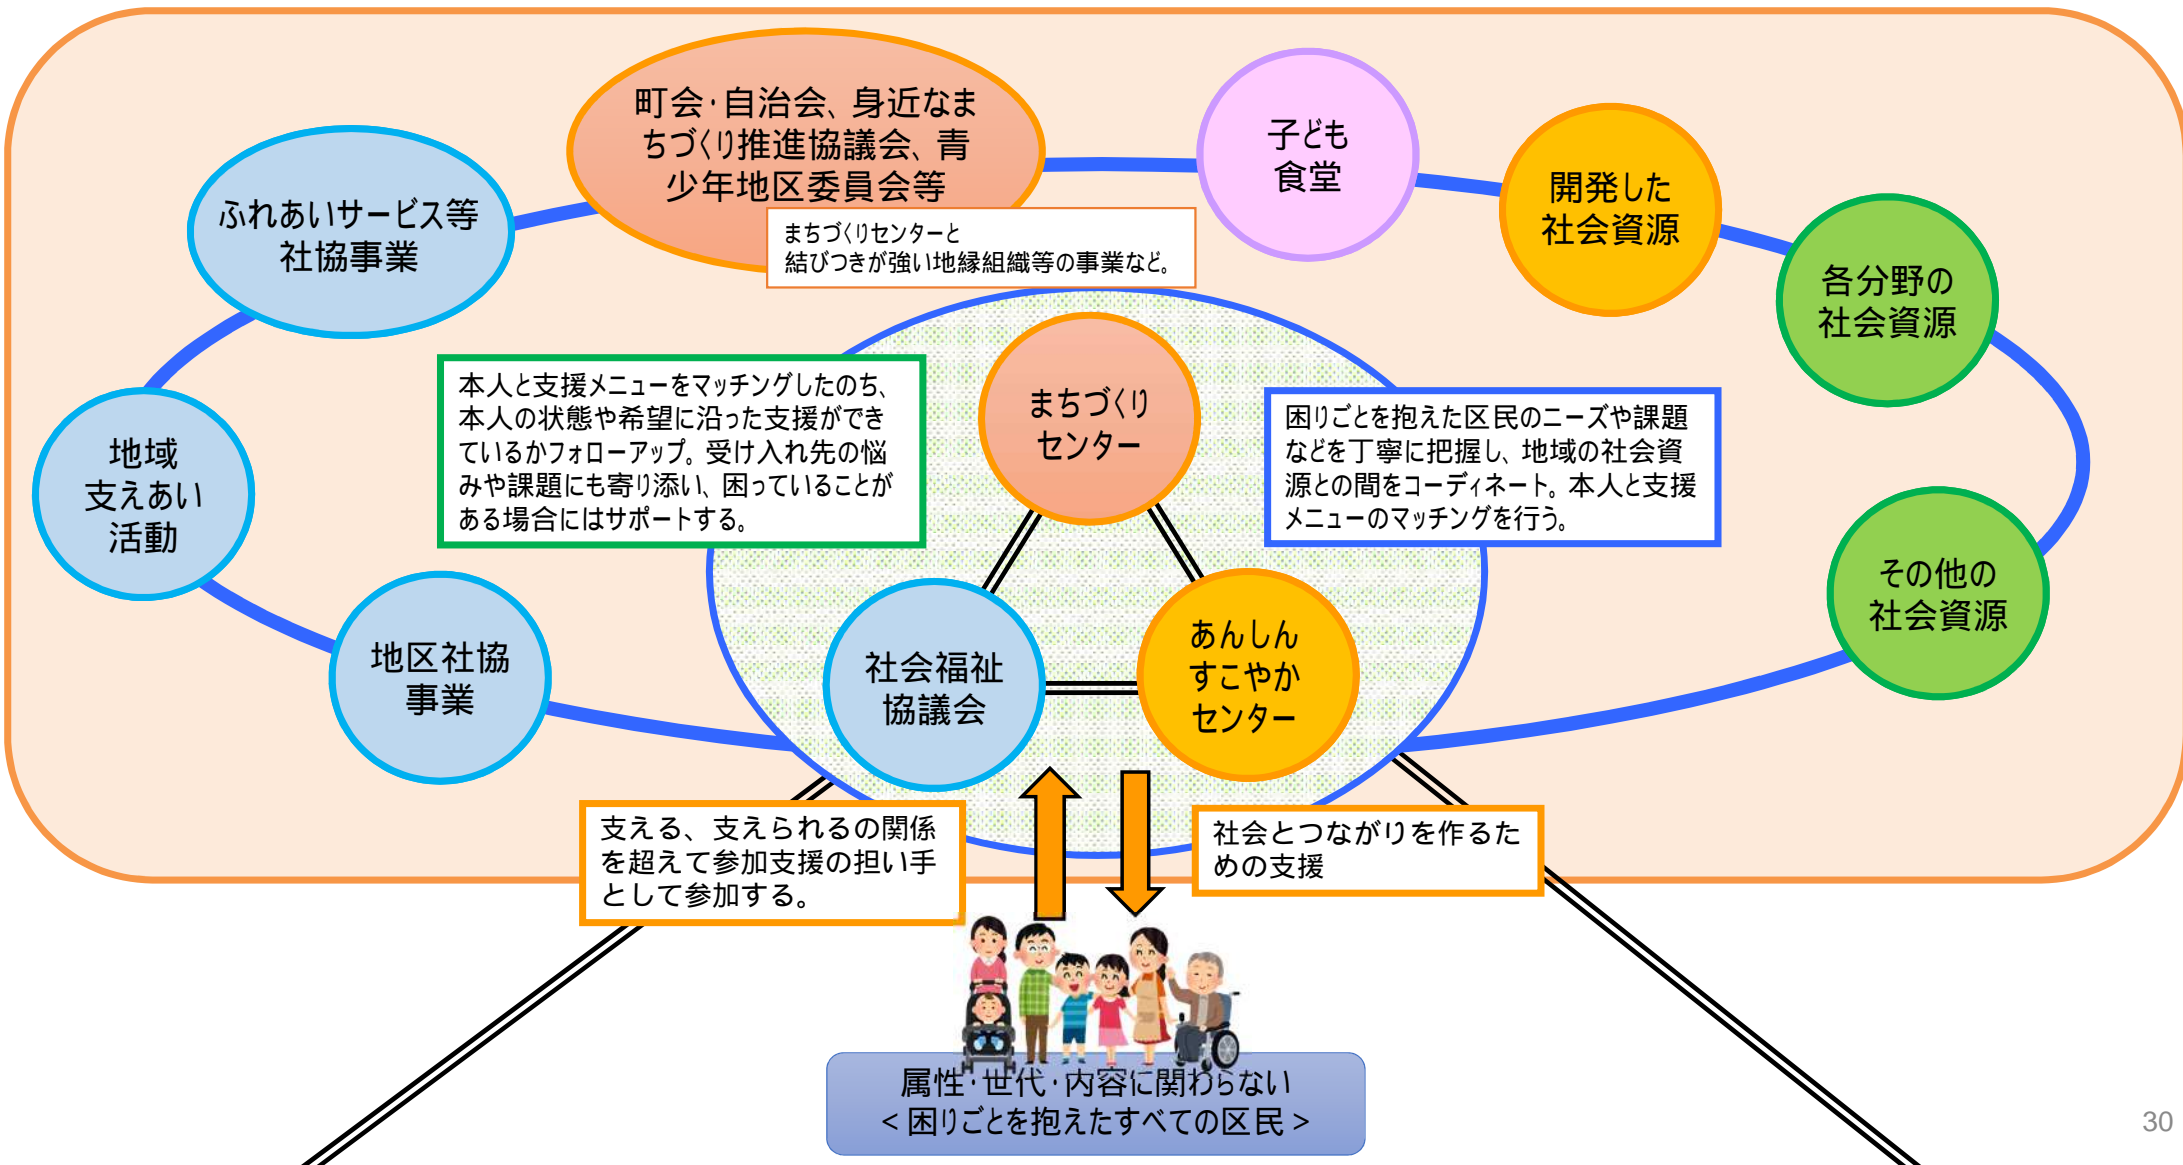 町会・自治会、身近なま
ちづくり推進協議会、青
少年地区委員会等
まちづくりセンターと
結びつきが強い地縁組織等の事業など。
子ども
食堂
開発した
社会資源
各分野の
社会資源
その他の
社会資源
ふれあいサービス等
社協事業
地域
支えあい
活動
地区社協
事業
本人と支援メニューをマッチングしたのち、
本人の状態や希望に沿った支援ができ
ているかフォローアップ。受け入れ先の悩
みや課題にも寄り添い、困っていることが
ある場合にはサポートする。
まちづくり
センター
困りごとを抱えた区民のニーズや課題
などを丁寧に把握し、地域の社会資
源との間をコーディネート。本人と支援
メニューのマッチングを行う。
社会福祉
協議会
あんしん
すこやか
センター
支える、支えられるの関係
を超えて参加支援の担い手
として参加する。
社会とつながりを作るた
めの支援
属性・世代・内容に関わらない
<困りごとを抱えたすべての区民>
30